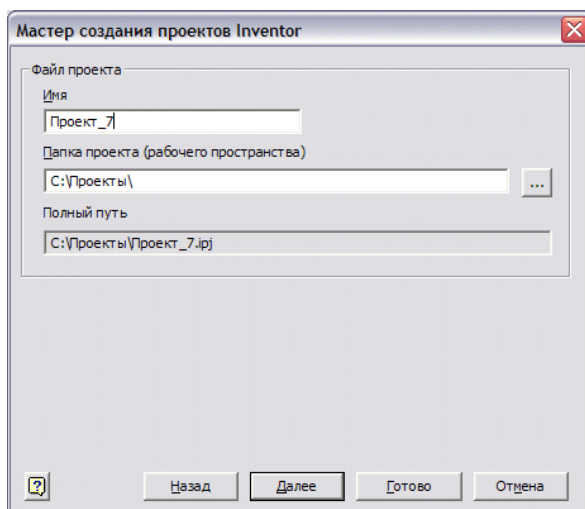 Мастер создания проектов Inventor
Файл проекта
Имя
Проект_7
Папка проекта (рабочего пространства)
C:\Проекты\
...
Полный путь
C:\Проекты\Проект_7.ipj
?
Назад
Далее
Готово
Отмена